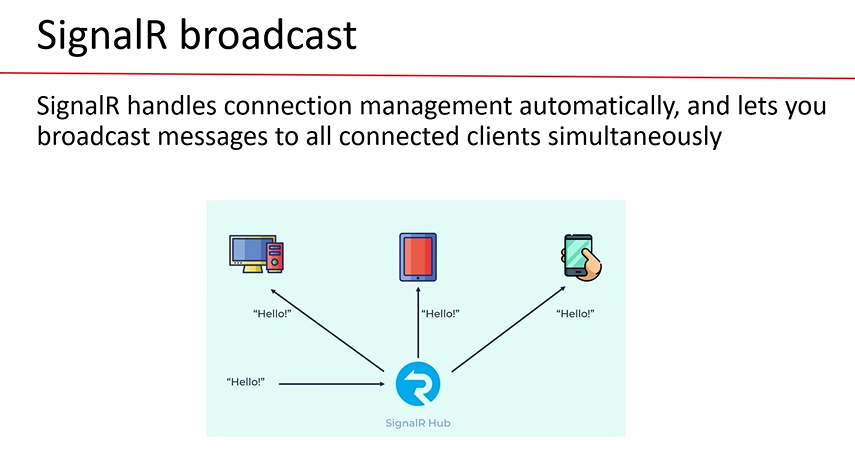 SignalR broadcast
SignalR handles connection management automatically, and lets you
broadcast messages to all connected clients simultaneously
“Hello!”
“Hello!”
“Hello!”
“Hello!”
SignalR Hub